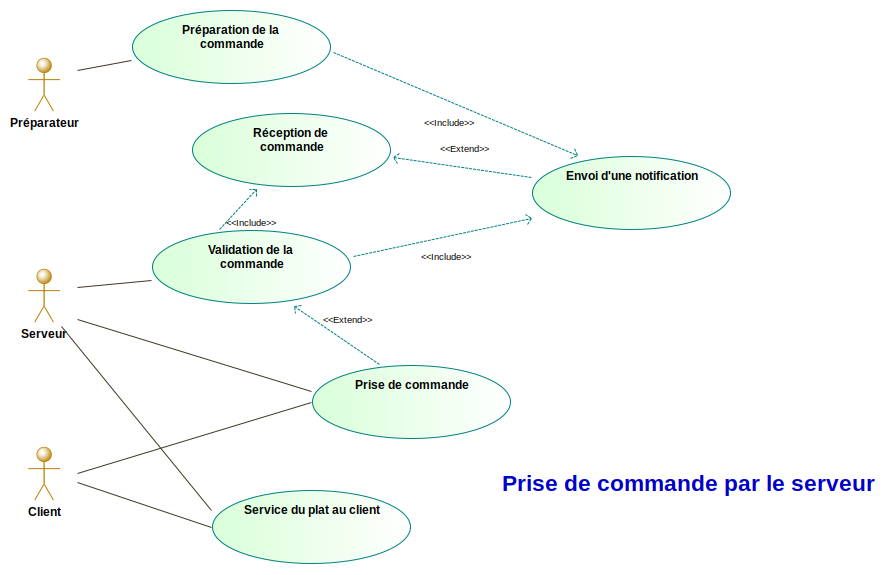 Préparation de la
commande
Préparateur
<<Include>>
Réception de
commande
<<Extend>>
Envoi d'une notification
<<Include>>
Validation de la
commande
<<Include>>
Serveur
<<Extend>>
Prise de commande
Prise de commande par le serveur
Client
Service du plat au client